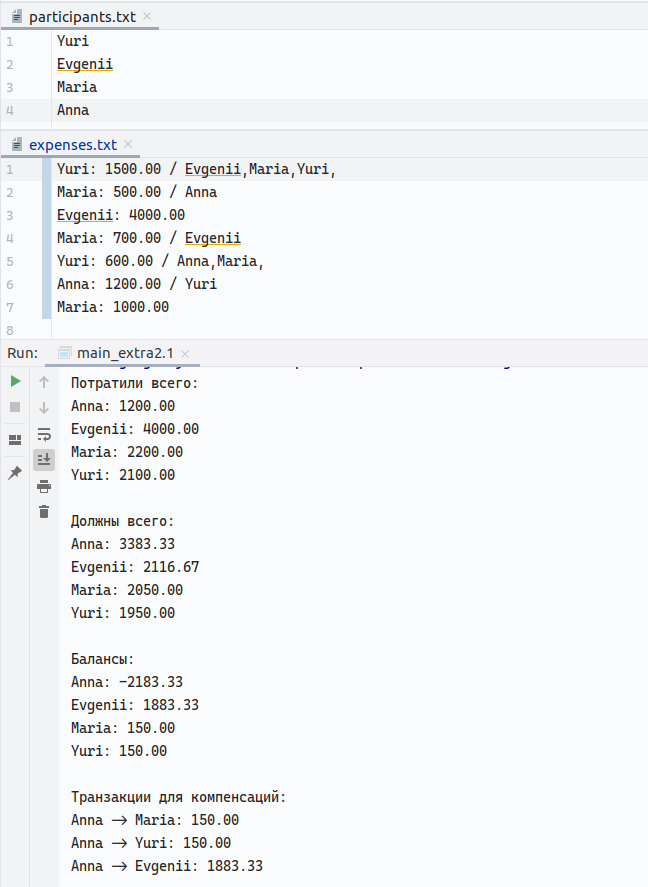 participants.txt
1 Yuri
2 Evgenii
3 Maria
4 Anna
expenses.txt
1 Yuri: 1500.00 / Evgenii,Maria,Yuri,
2 Maria: 500.00 / Anna
3 Evgenii: 4000.00
4 Maria: 700.00 / Evgenii
5 Yuri: 600.00 / Anna,Maria,
6 Anna: 1200.00 / Yuri
7 Maria: 1000.00
8
Run: main_extra2.1
Потратили всего:
Anna: 1200.00
Evgenii: 4000.00
Maria: 2200.00
Yuri: 2100.00
Должны всего:
Anna: 3383.33
Evgenii: 2116.67
Maria: 2050.00
Yuri: 1950.00
Балансы:
Anna: -2183.33
Evgenii: 1883.33
Maria: 150.00
Yuri: 150.00
Транзакции для компенсаций:
Anna --> Maria: 150.00
Anna --> Yuri: 150.00
Anna --> Evgenii: 1883.33